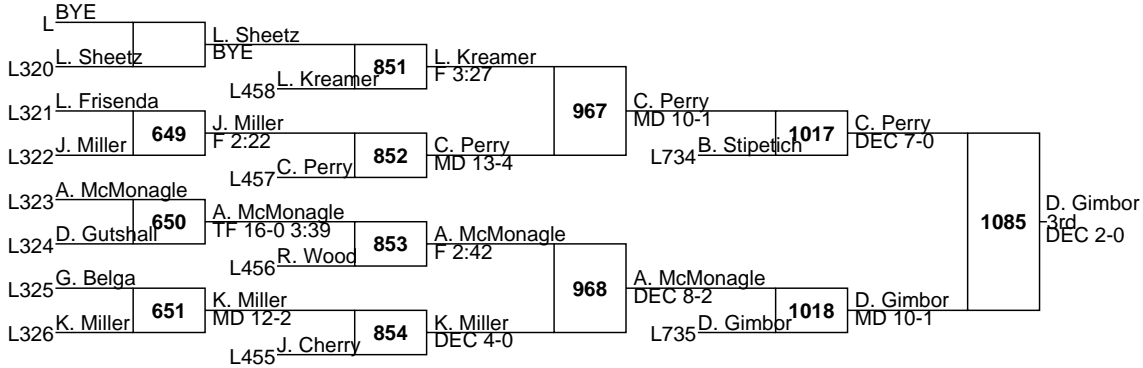 L BYE
L320 L. Sheetz
L. Sheetz
BYE
851
L458 L. Kreamer
L. Kreamer
F 3:27
967
L321 L. Frisenda
649
L322 J. Miller
J. Miller
F 2:22
852
L457 C. Perry
C. Perry
MD 13-4
C. Perry
MD 10-1
1017
L734 B. Stipetich
C. Perry
DEC 7-0
L323 A. McMonagle
650
L324 D. Gutshall
A. McMonagle
TF 16-0 3:39
853
L456 R. Wood
A. McMonagle
F 2:42
968
L325 G. Belga
651
L326 K. Miller
K. Miller
MD 12-2
854
L455 J. Cherry
K. Miller
DEC 4-0
A. McMonagle
DEC 8-2
1018
L735 D. Gimbor
D. Gimbor
MD 10-1
1085
D. Gimbor
3rd
DEC 2-0